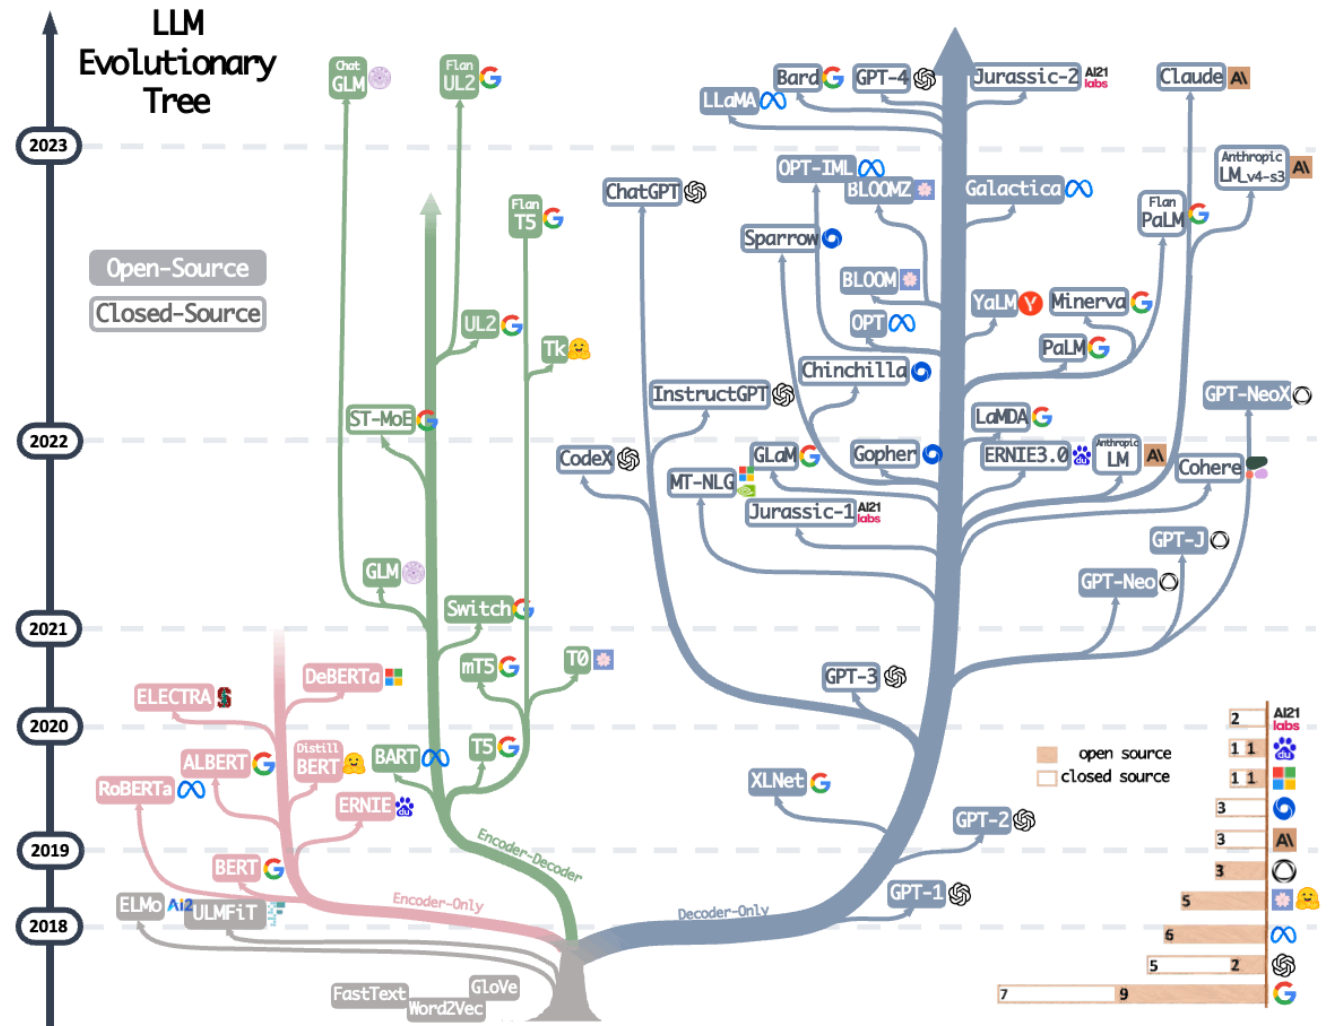 LLM
Evolutionary
Tree
2023
2022
2021
2020
2019
2018
Open-Source
Closed-Source
Chat
GLM
Flan
UL2
Flan
T5
UL2
Tk
ST-MoE
GLM
Switch
mT5
T0
BART
T5
Encoder-Decoder
DeBERTa
ELECTRA
ALBERT
Distill
BERT
RoBERTa
ERNIE
BERT
Encoder-Only
ELMo
Ai2
ULMFiT
FastText
Word2Vec
GloVe
Decoder-Only
Bard
GPT-4
Jurassic-2
AI21
labs
Claude
A\
LLaMA
OPT-IML
BLOOMZ
Galactica
Anthropic
LM_v4-s3
A\
ChatGPT
Flan
PaLM
Sparrow
BLOOM
YaLM
Minerva
OPT
PaLM
Chinchilla
InstructGPT
GPT-NeoX
LaMDA
CodeX
GLaM
Gopher
ERNIE3.0
du
Anthropic
LM
A\
Cohere
MT-NLG
Jurassic-1
AI21
labs
GPT-J
GPT-Neo
GPT-3
XLNet
GPT-2
GPT-1
open source
closed source
2
AI21
labs
1 1
du
1 1
3
3
A\
3
5
6
5 2
7 9